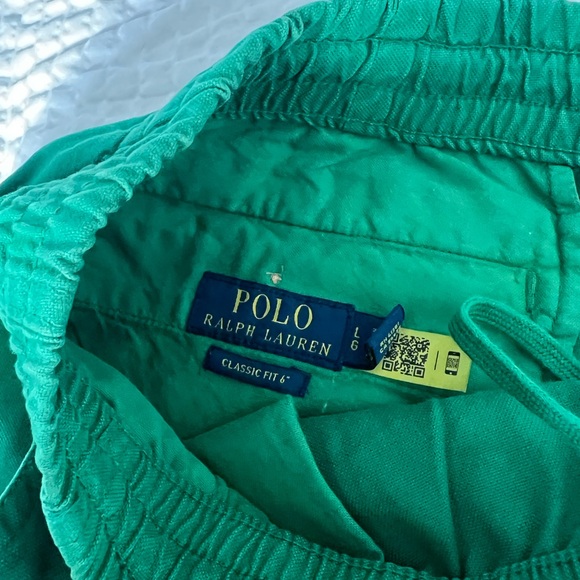 POLO
RALPH LAUREN
L
G
CLASSIC FIT 6"